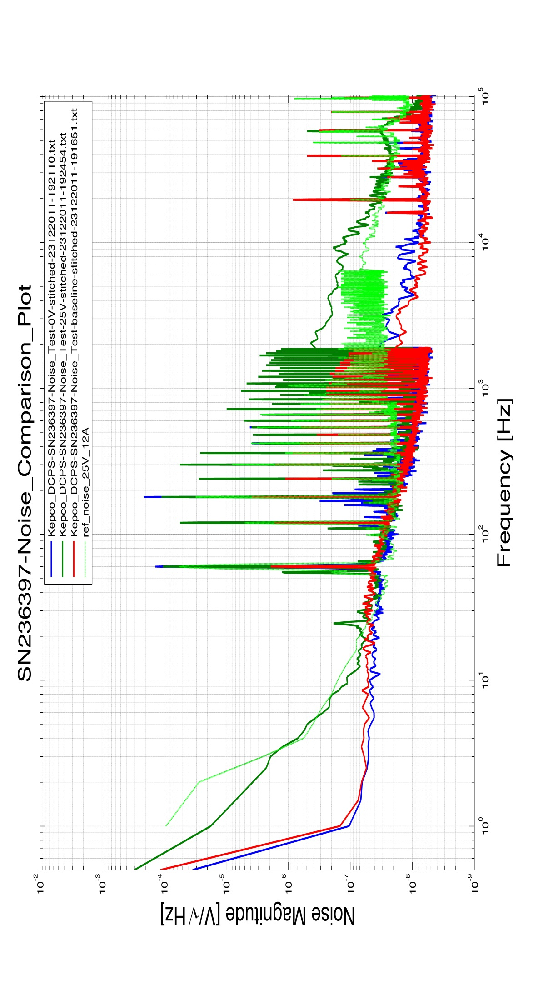 SN236397-Noise_Comparison_Plot
Kepco_DCPS-SN236397-Noise_Test-0V-stitched-23122011-192110.txt
Kepco_DCPS-SN236397-Noise_Test-25V-stitched-23122011-192454.txt
Kepco_DCPS-SN236397-Noise_Test-baseline-stitched-23122011-191651.txt
ref_noise_25V_12A
Noise Magnitude [V/√Hz]
10^-2
10^-3
10^-4
10^-5
10^-6
10^-7
10^-8
10^-9
10^0
10^1
10^2
10^3
10^4
10^5
Frequency [Hz]